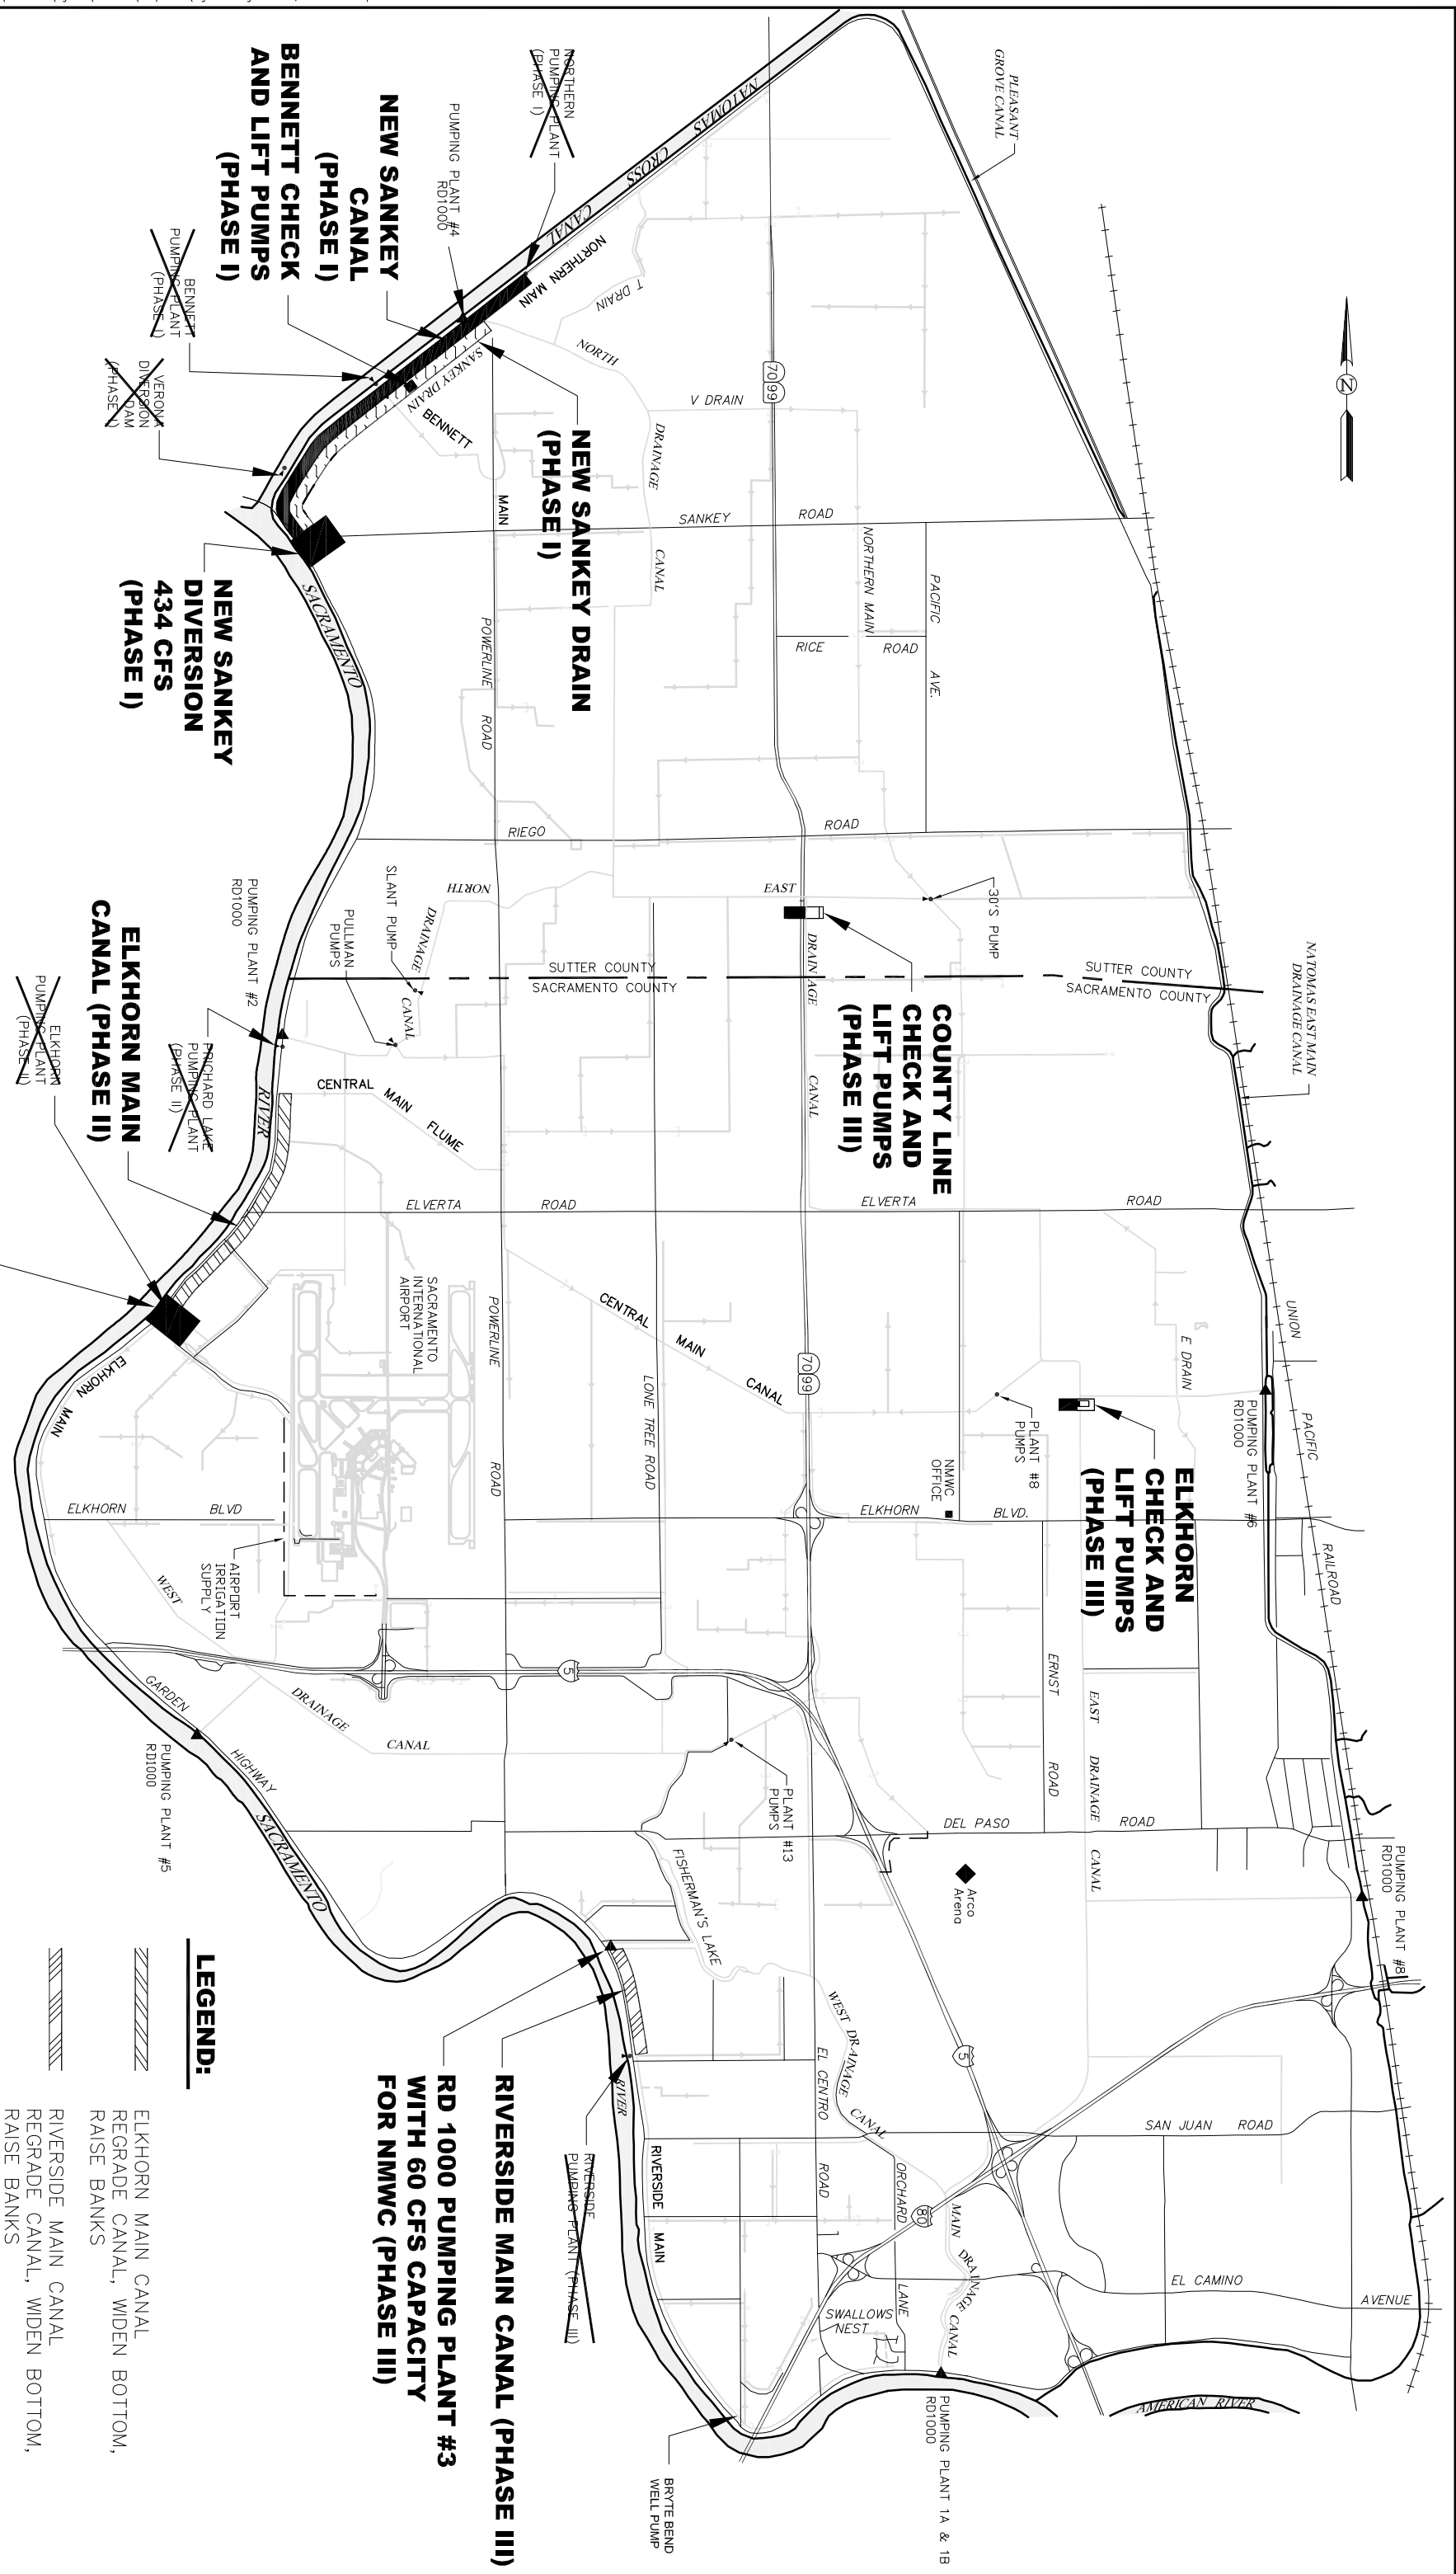 PLEASANT
GROVE CANAL
NATOMAS CROSS CANAL
NORTHERN
PUMPING PLANT
(PHASE I)
PUMPING PLANT #4
RD1000
NEW SANKEY
CANAL
(PHASE I)
BENNETT CHECK
AND LIFT PUMPS
(PHASE I)
BENNETT
PUMPING PLANT
(PHASE I)
VERONA
DIVERSION
DAM
(PHASE I)
NORTHERN MAIN
T DRAIN
NORTH
DRAINAGE
CANAL
SANKEY DRAIN
BENNETT
MAIN
70 99
V DRAIN
N
NEW SANKEY DRAIN
(PHASE I)
SANKEY ROAD
NORTHERN MAIN
PACIFIC AVE.
RICE ROAD
NEW SANKEY
DIVERSION
434 CFS
(PHASE I)
SACRAMENTO
POWERLINE ROAD
RIEGO ROAD
NORTH
DRAINAGE
CANAL
EAST
DRAINAGE
CANAL
30'S PUMP
SLANT PUMP
PULLMAN
PUMPS
PUMPING PLANT #2
RD1000
SUTTER COUNTY
SACRAMENTO COUNTY
SUTTER COUNTY
SACRAMENTO COUNTY
NATOMAS EAST MAIN
DRAINAGE CANAL
COUNTY LINE
CHECK AND
LIFT PUMPS
(PHASE III)
ELKHORN MAIN
CANAL (PHASE II)
ELKHORN
PUMPING PLANT
(PHASE II)
PRICHARD LAKE
PUMPING PLANT
(PHASE II)
RIVER
CENTRAL
MAIN
FLUME
ELVERTA ROAD
ELVERTA ROAD
SACRAMENTO
INTERNATIONAL
AIRPORT
POWERLINE ROAD
CENTRAL MAIN CANAL
LONE TREE ROAD
70 99
PLANT #8
PUMPS
NMWC
OFFICE
E DRAIN
UNION PACIFIC RAILROAD
PUMPING PLANT #6
RD1000
ELKHORN
CHECK AND
LIFT PUMPS
(PHASE III)
ELKHORN MAIN
ELKHORN BLVD
ELKHORN BLVD.
AIRPORT
IRRIGATION
SUPPLY
WEST
DRAINAGE
CANAL
GARDEN HIGHWAY
5
ERNST ROAD
EAST DRAINAGE CANAL
PUMPING PLANT #5
RD1000
SACRAMENTO
PLANT #13
PUMPS
DEL PASO ROAD
Arco
Arena
FISHERMAN'S LAKE
PUMPING PLANT #8
RD1000
WEST DRAINAGE CANAL
5
EL CENTRO ROAD
SAN JUAN ROAD
RIVER
RIVERSIDE MAIN
ORCHARD LANE
80
MAIN DRAINAGE CANAL
SWALLOWS
NEST
EL CAMINO AVENUE
AMERICAN RIVER
RIVERSIDE MAIN CANAL (PHASE III)
RD 1000 PUMPING PLANT #3
WITH 60 CFS CAPACITY
FOR NMWC (PHASE III)
RIVERSIDE
PUMPING PLANT (PHASE III)
BRYTE BEND
WELL PUMP
PUMPING PLANT 1A & 1B
RD1000
LEGEND:
ELKHORN MAIN CANAL
REGRADE CANAL, WIDEN BOTTOM,
RAISE BANKS
RIVERSIDE MAIN CANAL
REGRADE CANAL, WIDEN BOTTOM,
RAISE BANKS